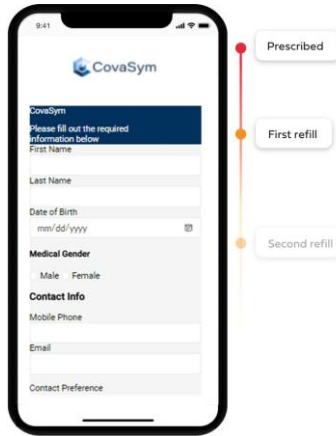 9:41
CovaSym
CovaSym
Please fill out the required
information below
First Name
Last Name
Date of Birth
mm/dd/yyyy
Medical Gender
Male Female
Contact Info
Mobile Phone
Email
Contact Preference
Prescribed
First refill
Second refill